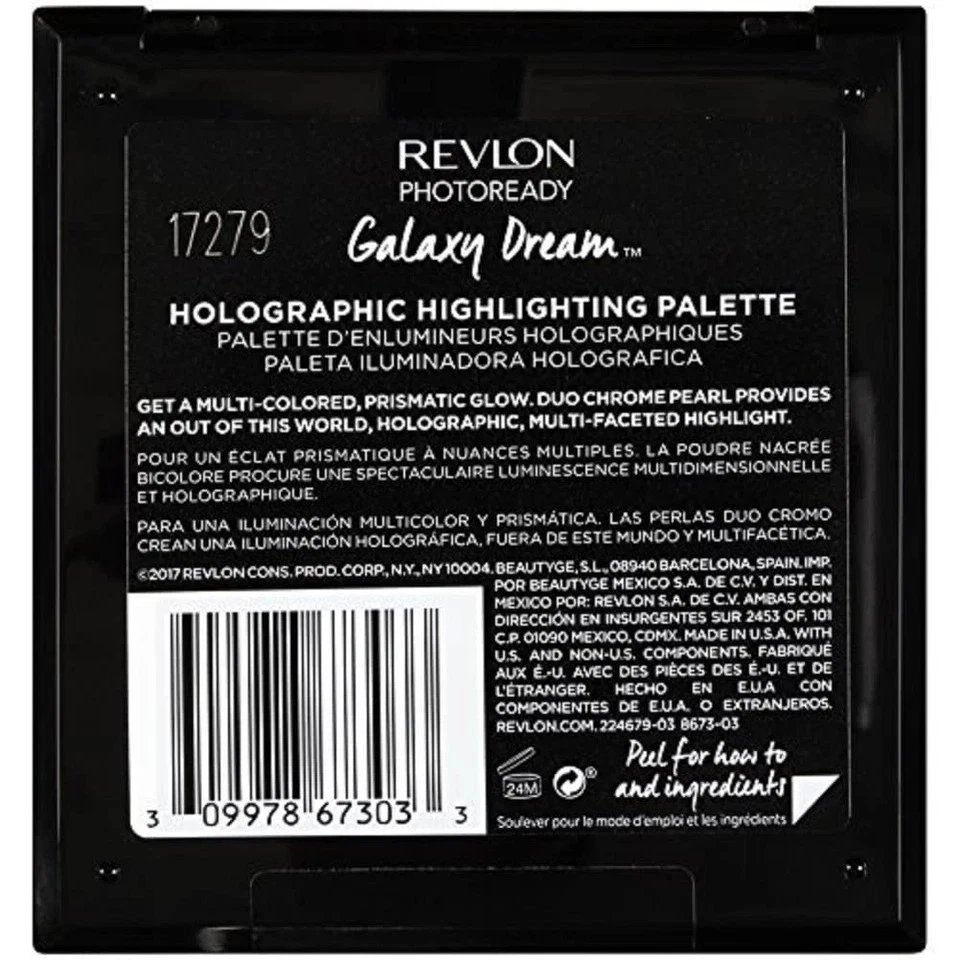 REVLON
PHOTOREADY
17279
Galaxy Dream™
HOLOGRAPHIC HIGHLIGHTING PALETTE
PALETTE D'ENLUMINEURS HOLOGRAPHIQUES
PALETA ILUMINADORA HOLOGRAFICA
GET A MULTI-COLORED, PRISMATIC GLOW. DUO CHROME PEARL PROVIDES
AN OUT OF THIS WORLD, HOLOGRAPHIC, MULTI-FACETED HIGHLIGHT.
POUR UN ÉCLAT PRISMATIQUE À NUANCES MULTIPLES. LA POUDRE NACRÉE
BICOLORE PROCURE UNE SPECTACULAIRE LUMINESCENCE MULTIDIMENSIONNELLE
ET HOLOGRAPHIQUE.
PARA UNA ILUMINACIÓN MULTICOLOR Y PRISMÁTICA. LAS PERLAS DUO CROMO
CREAN UNA ILUMINACIÓN HOLOGRÁFICA, FUERA DE ESTE MUNDO Y MULTIFACÉTICA.
©2017 REVLON CONS. PROD. CORP., N.Y., NY 10004. BEAUTYGE, S.L., 08940 BARCELONA, SPAIN. IMP.
POR BEAUTYGE MEXICO S.A. DE C.V. Y DIST. EN
MEXICO POR: REVLON S.A. DE C.V. AMBAS CON
DIRECCIÓN EN INSURGENTES SUR 2453 OF. 101
C.P. 01090 MEXICO, CDMX. MADE IN U.S.A. WITH
U.S. AND NON-U.S. COMPONENTS. FABRIQUÉ
AUX É.-U. AVEC DES PIÈCES DES É.-U. ET DE
L'ÉTRANGER. HECHO EN E.U.A CON
COMPONENTES DE E.U.A. O EXTRANJEROS.
REVLON.COM. 224679-03 8673-03
24M
®
Peel for how to
and ingredients
Soulever pour le mode d'emploi et les ingrédients
3 09978 67303 3